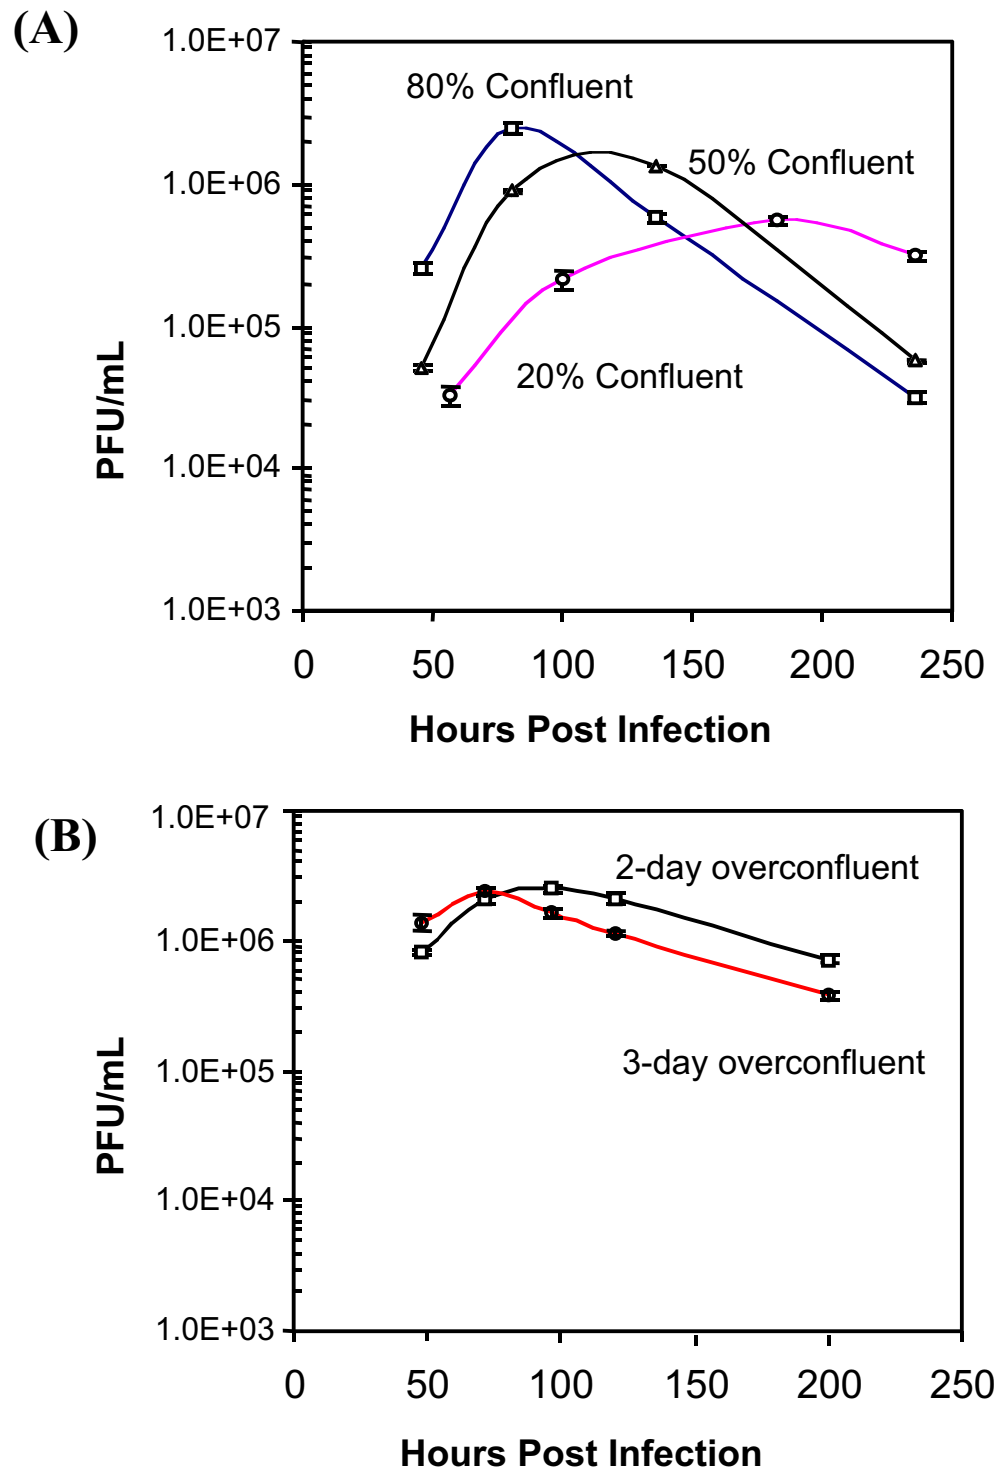 (A)
1.0E+07
80% Confluent
50% Confluent
1.0E+06
1.0E+05
20% Confluent
PFU/mL
1.0E+04
1.0E+03
0 50 100 150 200 250
Hours Post Infection
(B)
1.0E+07
2-day overconfluent
1.0E+06
3-day overconfluent
1.0E+05
PFU/mL
1.0E+04
1.0E+03
0 50 100 150 200 250
Hours Post Infection